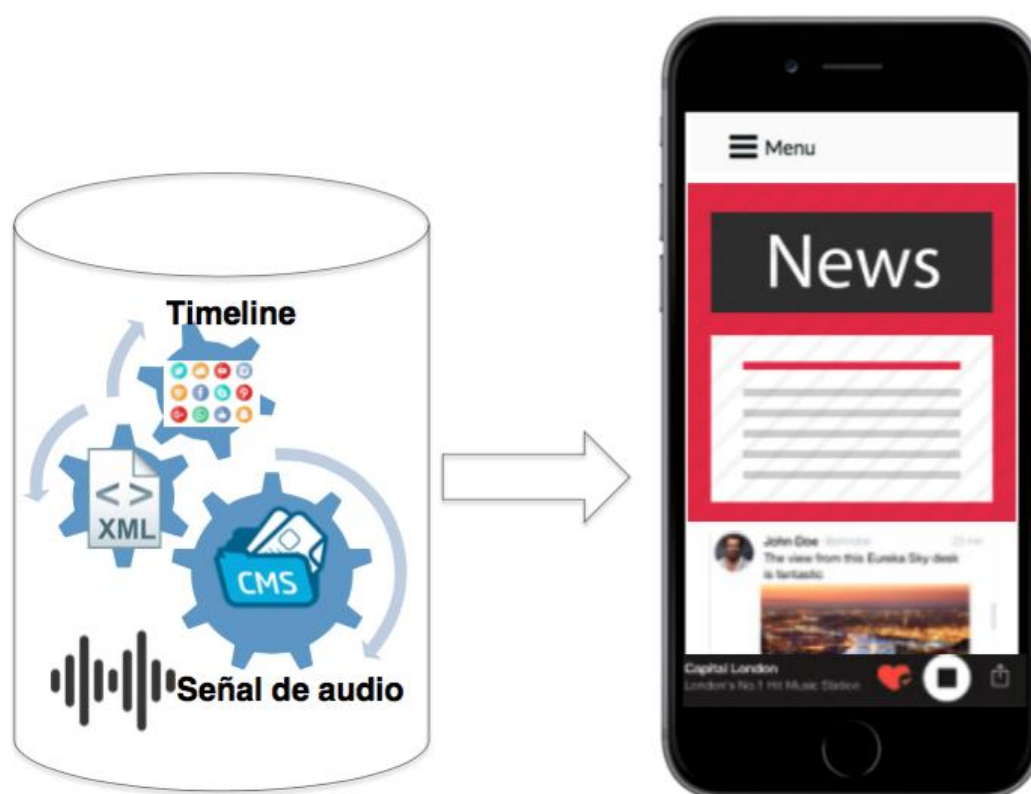 Timeline
XML
CMS
Señal de audio
Menu
News
John Doe
The view from this Eureka Sky desk
is fantastic
Capital London
London's No.1 Hit Music Station